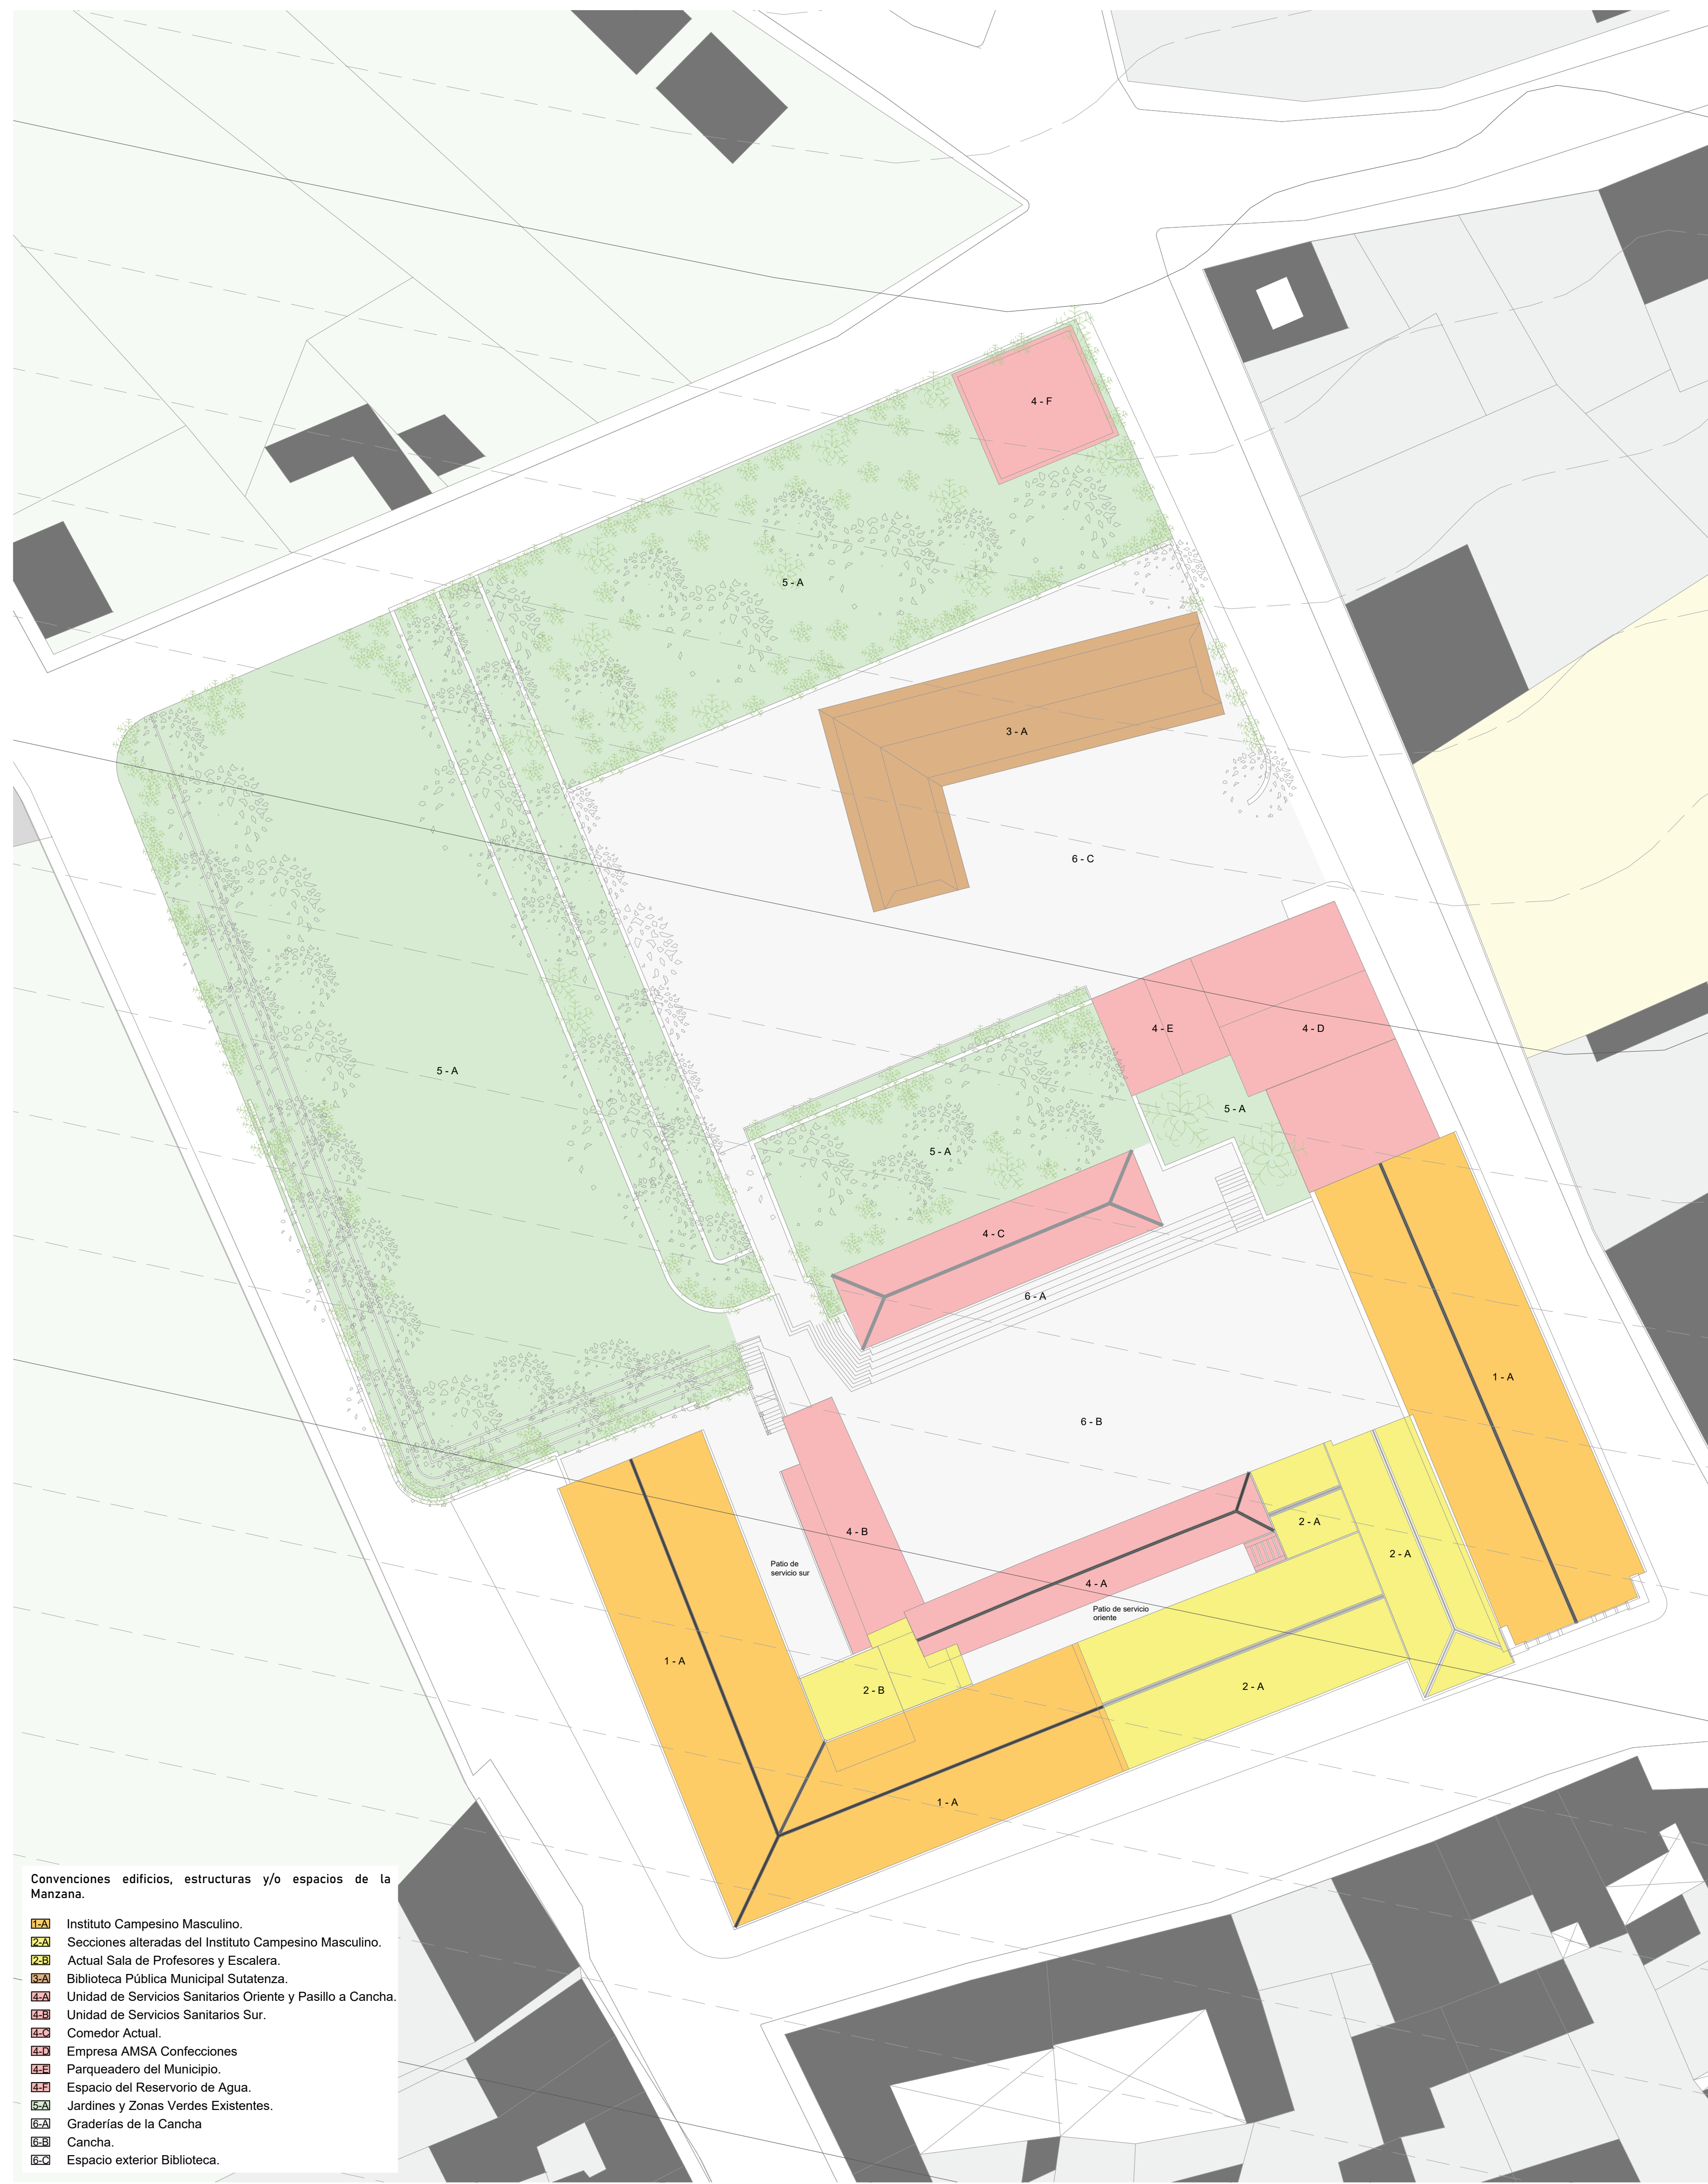 4 - F
5 - A
3 - A
6 - C
4 - E
4 - D
5 - A
5 - A
5 - A
4 - C
6 - A
1 - A
6 - B
4 - B
2 - A
2 - A
Patio de
servicio sur
4 - A
Patio de servicio
oriente
1 - A
2 - B
2 - A
1 - A
Convenciones edificios, estructuras y/o espacios de la
Manzana.
1-A Instituto Campesino Masculino.
2-A Secciones alteradas del Instituto Campesino Masculino.
2-B Actual Sala de Profesores y Escalera.
3-A Biblioteca Pública Municipal Sutatenza.
4-A Unidad de Servicios Sanitarios Oriente y Pasillo a Cancha.
4-B Unidad de Servicios Sanitarios Sur.
4-C Comedor Actual.
4-D Empresa AMSA Confecciones
4-E Parqueadero del Municipio.
4-F Espacio del Reservorio de Agua.
5-A Jardines y Zonas Verdes Existentes.
6-A Graderías de la Cancha
6-B Cancha.
6-C Espacio exterior Biblioteca.